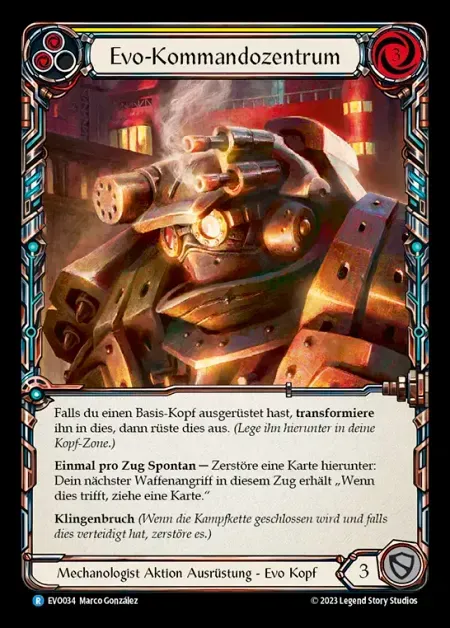 Evo-Kommandozentrum
3
Falls du einen Basis-Kopf ausgerüstet hast, transformiere
ihn in dies, dann rüste dies aus. (Lege ihn hierunter in deine
Kopf-Zone.)
Einmal pro Zug Spontan — Zerstöre eine Karte hierunter:
Dein nächster Waffenangriff in diesem Zug erhält „Wenn
dies trifft, ziehe eine Karte.“
Klingenbruch (Wenn die Kampfkette geschlossen wird und falls
dies verteidigt hat, zerstöre es.)
Mechanologist Aktion Ausrüstung - Evo Kopf
3
R EVO034 Marco González
© 2023 Legend Story Studios